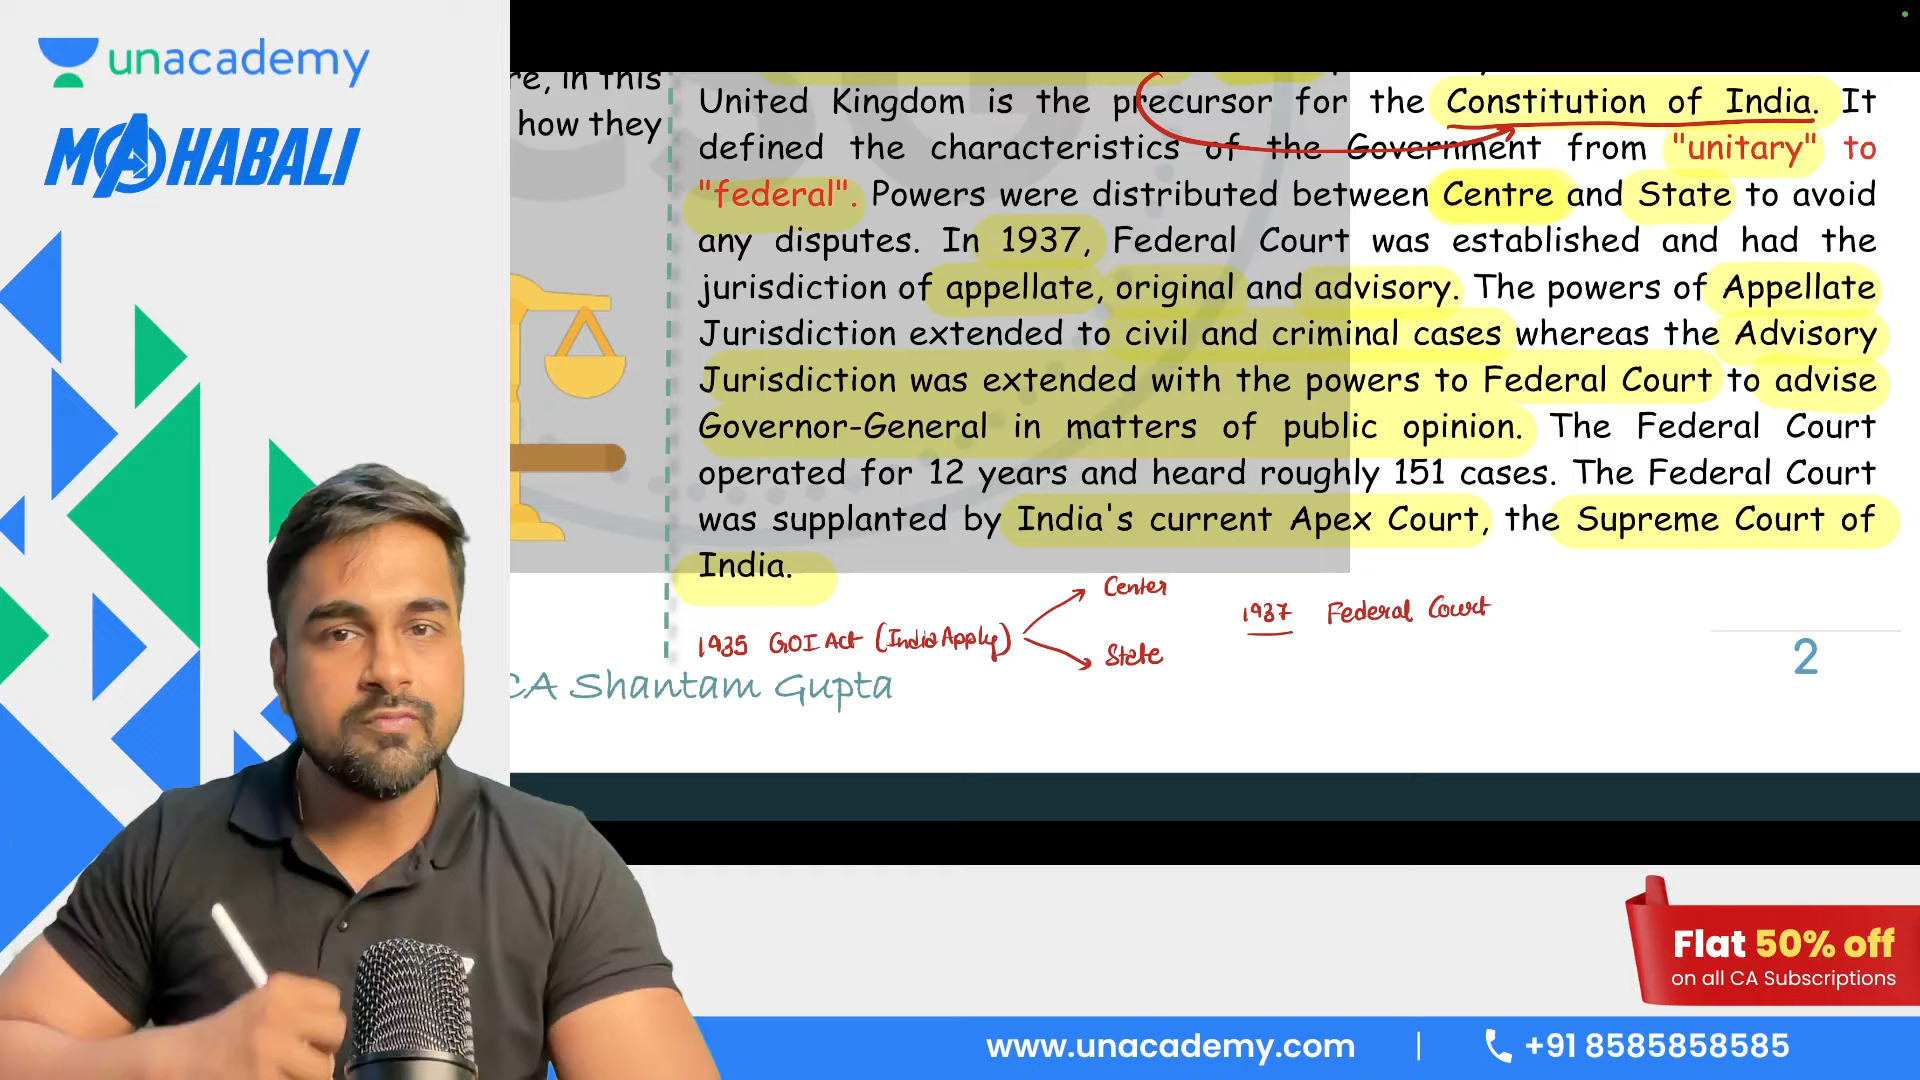 unacademy
MAHABALI
re, in this
how they
United Kingdom is the precursor for the Constitution of India. It
defined the characteristics of the Government from "unitary" to
"federal". Powers were distributed between Centre and State to avoid
any disputes. In 1937, Federal Court was established and had the
jurisdiction of appellate, original and advisory. The powers of Appellate
Jurisdiction extended to civil and criminal cases whereas the Advisory
Jurisdiction was extended with the powers to Federal Court to advise
Governor-General in matters of public opinion. The Federal Court
operated for 12 years and heard roughly 151 cases. The Federal Court
was supplanted by India's current Apex Court, the Supreme Court of
India.
Center
1937 Federal Court
1935 GOI Act (India Apply)
State
2
CA Shantam Gupta
Flat 50% off
on all CA Subscriptions
www.unacademy.com | +91 8585858585